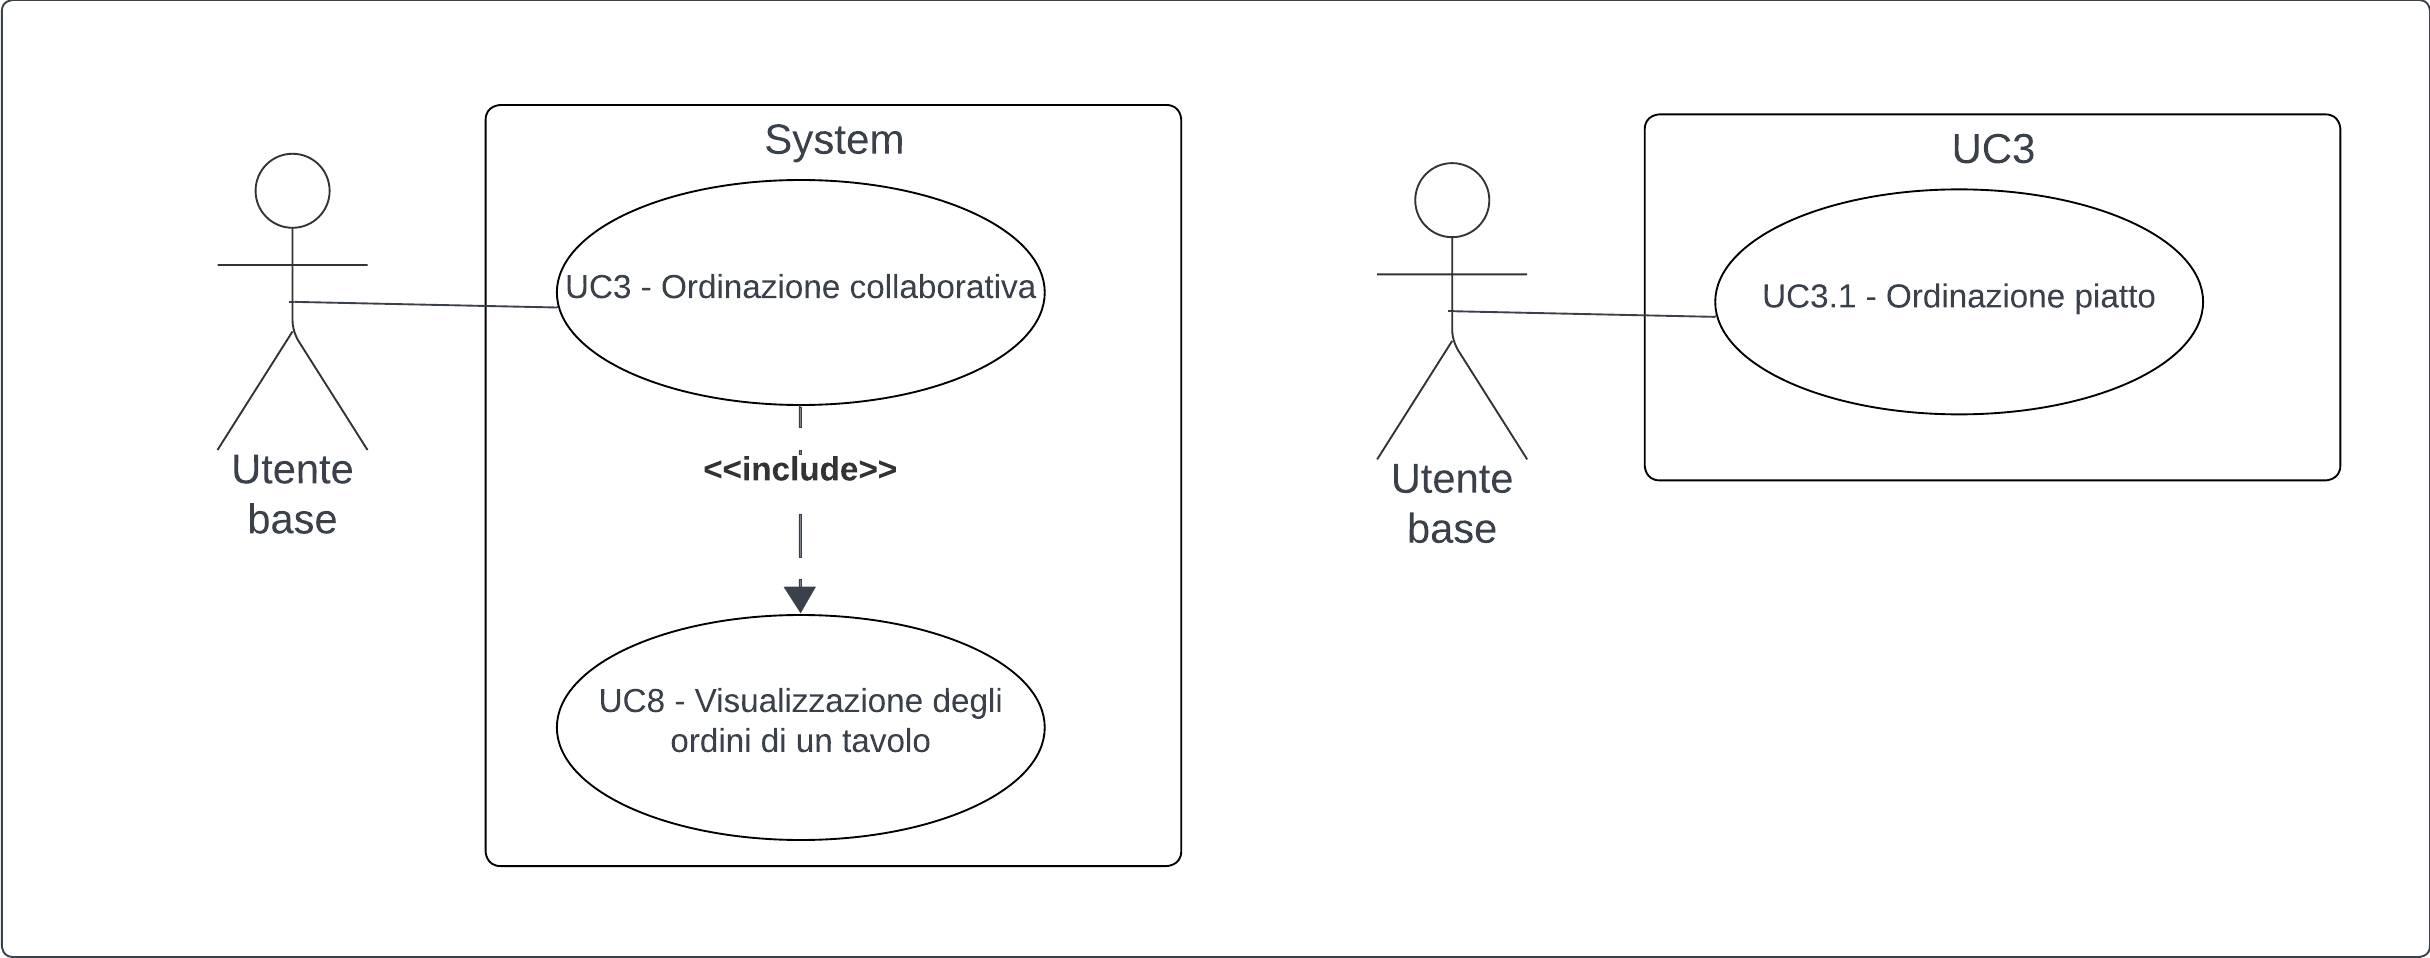 System
UC3 - Ordinazione collaborativa
Utente
base
<<include>>
UC8 - Visualizzazione degli
ordini di un tavolo
UC3
UC3.1 - Ordinazione piatto
Utente
base